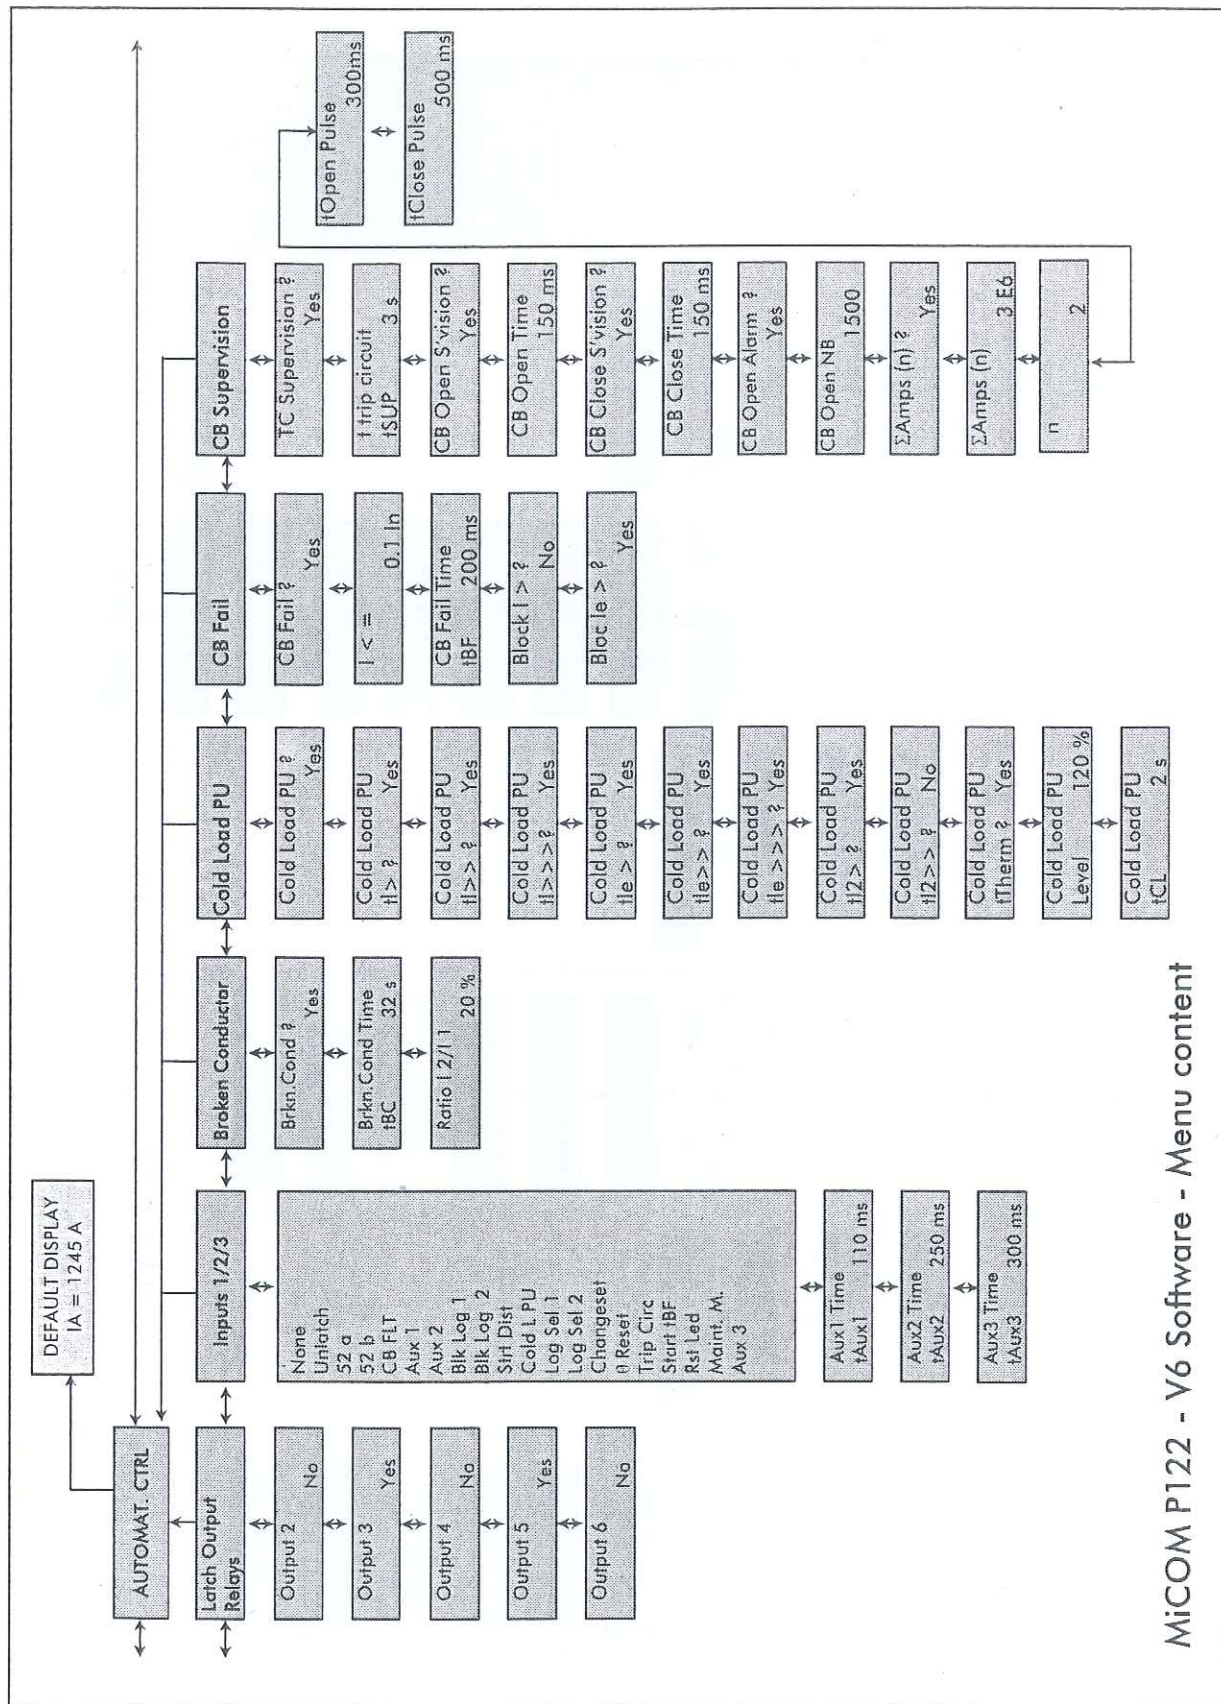 DEFAULT DISPLAY
IA = 1245 A
AUTOMAT. CTRL
Latch Output
Relays
Output 2
No
Output 3
Yes
Output 4
No
Output 5
Yes
Output 6
No
Inputs 1/2/3
None
Unlatch
52 a
52 b
CB FLT
Aux 1
Aux 2
Blk Log 1
Blk Log 2
Strt Dist
Cold L PU
Log Sel 1
Log Sel 2
Changeset
θ Reset
Trip Circ
Start tBF
Rst Led
Maint. M.
Aux 3
Aux1 Time
tAux1 110 ms
Aux2 Time
tAux2 250 ms
Aux3 Time
tAux3 300 ms
Broken Conductor
Brkn.Cond ?
Yes
Brkn.Cond Time
tBC 32 s
Ratio I 2/I 1
20 %
Cold Load PU
Cold Load PU ?
Yes
Cold Load PU
tI> ? Yes
Cold Load PU
tI>> ? Yes
Cold Load PU
tI>>>? Yes
Cold Load PU
tIe > ? Yes
Cold Load PU
tIe>> ? Yes
Cold Load PU
tIe >>> ? Yes
Cold Load PU
tI2> ? Yes
Cold Load PU
tI2>> ? No
Cold Load PU
tTherm ? Yes
Cold Load PU
Level 120 %
Cold Load PU
tCL 2 s
CB Fail
CB Fail ?
Yes
I < =
0.1 In
CB Fail Time
tBF 200 ms
Block I > ?
No
Bloc Ie > ?
Yes
CB Supervision
TC Supervision ?
Yes
t trip circuit
tSUP 3 s
CB Open S'vision ?
Yes
CB Open Time
150 ms
CB Close S'vision ?
Yes
CB Close Time
150 ms
CB Open Alarm ?
Yes
CB Open NB
1500
ΣAmps (n) ?
Yes
ΣAmps (n)
3 E6
n
2
tOpen Pulse
300ms
tClose Pulse
500 ms
MiCOM P122 - V6 Software - Menu content